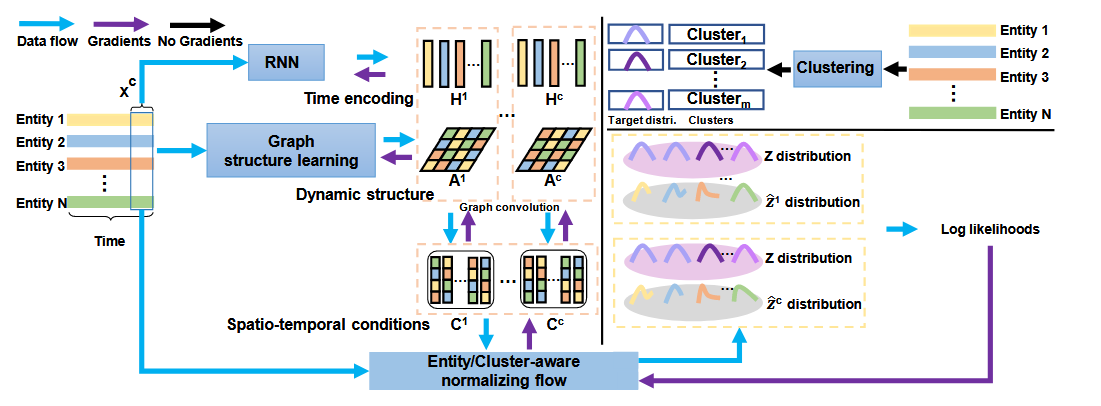 Data flow
Gradients
No Gradients
x^c
RNN
Time encoding
H^1
H^c
...
...
...
Entity 1
Entity 2
Entity 3
Entity N
Time
Graph
structure learning
A^1
A^c
Dynamic structure
Graph convolution
...
...
...
C^1
C^c
Spatio-temporal conditions
Entity/Cluster-aware
normalizing flow
Cluster_1
Cluster_2
Cluster_m
Target distri.
Clusters
Clustering
Entity 1
Entity 2
Entity 3
Entity N
Z distribution
ẑ^1 distribution
Z distribution
ẑ^c distribution
Log likelihoods